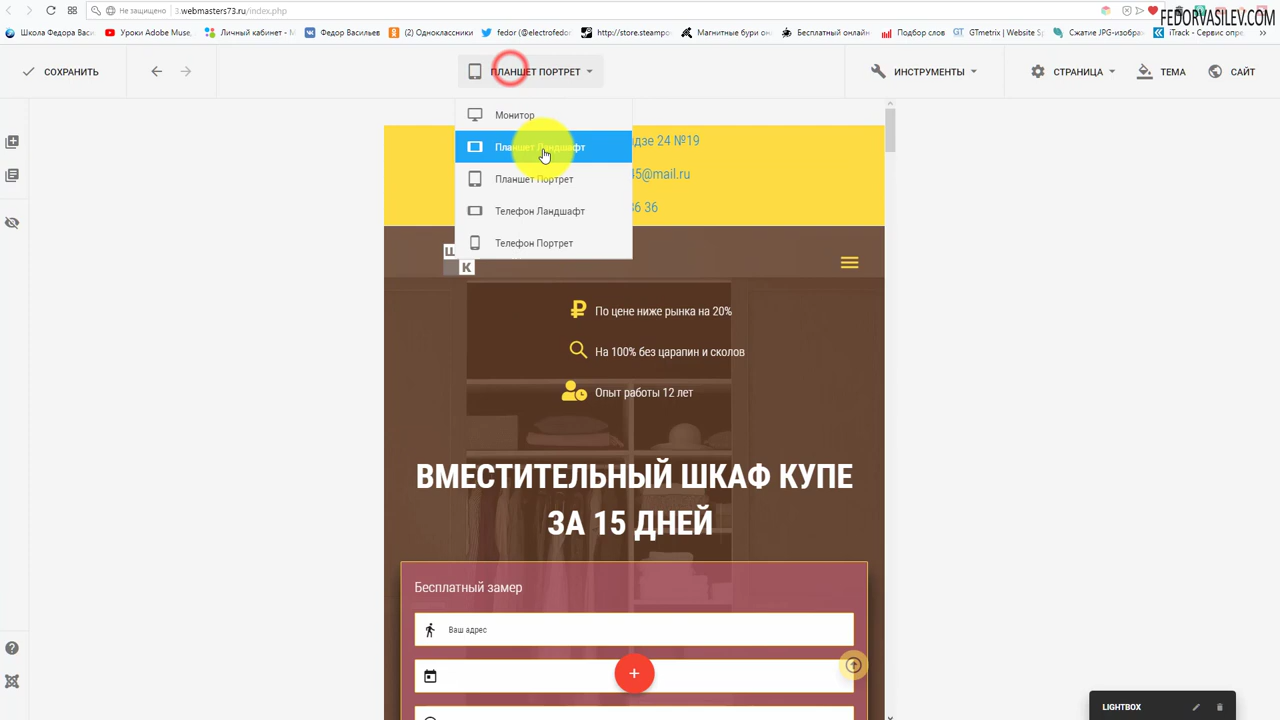 Не защищено
3.webmasters73.ru/index.php
FEDORVASILEV.COM
Школа Федора Васи
Уроки Adobe Muse,
Личный кабинет - M
Федор Васильев
(2) Одноклассники
fedor (@electrofedor)
http://store.steampo
Магнитные бури он
Бесплатный онлайн
Подбор слов
GTmetrix | Website Sp
Сжатие JPG-изображ
iTrack - Сервис опре
»
СОХРАНИТЬ
ПЛАНШЕТ ПОРТРЕТ
ИНСТРУМЕНТЫ
СТРАНИЦА
ТЕМА
САЙТ
Монитор
Планшет Ландшафт
Планшет Портрет
Телефон Ландшафт
Телефон Портрет
дзе 24 №19
45@mail.ru
36 36
Ш
К
По цене ниже рынка на 20%
На 100% без царапин и сколов
Опыт работы 12 лет
ВМЕСТИТЕЛЬНЫЙ ШКАФ КУПЕ
ЗА 15 ДНЕЙ
Бесплатный замер
Ваш адрес
LIGHTBOX